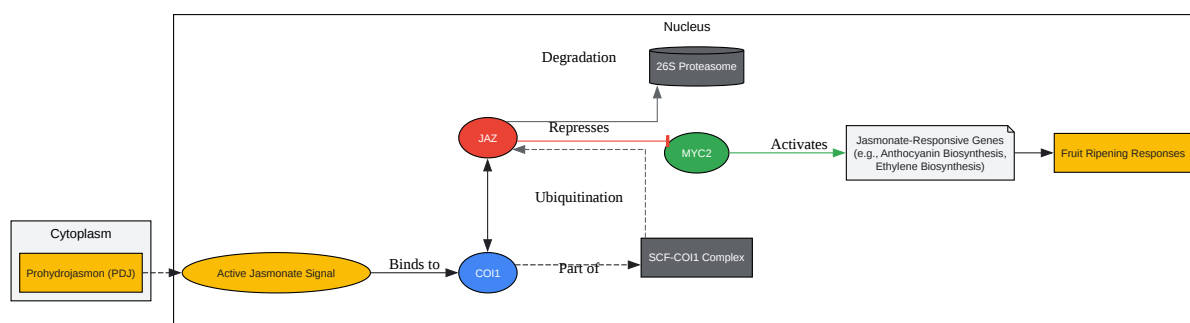 Nucleus
Degradation
26S Proteasome
JAZ
Represses
MYC2
Activates
Jasmonate-Responsive Genes
(e.g., Anthocyanin Biosynthesis,
Ethylene Biosynthesis)
Fruit Ripening Responses
Ubiquitination
Cytoplasm
Prohydrojasmon (PDJ)
Active Jasmonate Signal
Binds to
COI1
Part of
SCF-COI1 Complex